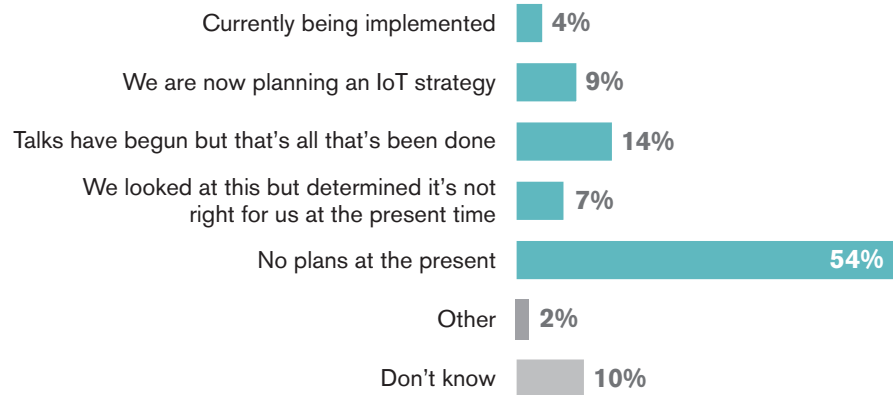 Currently being implemented 4%
We are now planning an IoT strategy 9%
Talks have begun but that's all that's been done 14%
We looked at this but determined it's not
right for us at the present time 7%
No plans at the present 54%
Other 2%
Don't know 10%